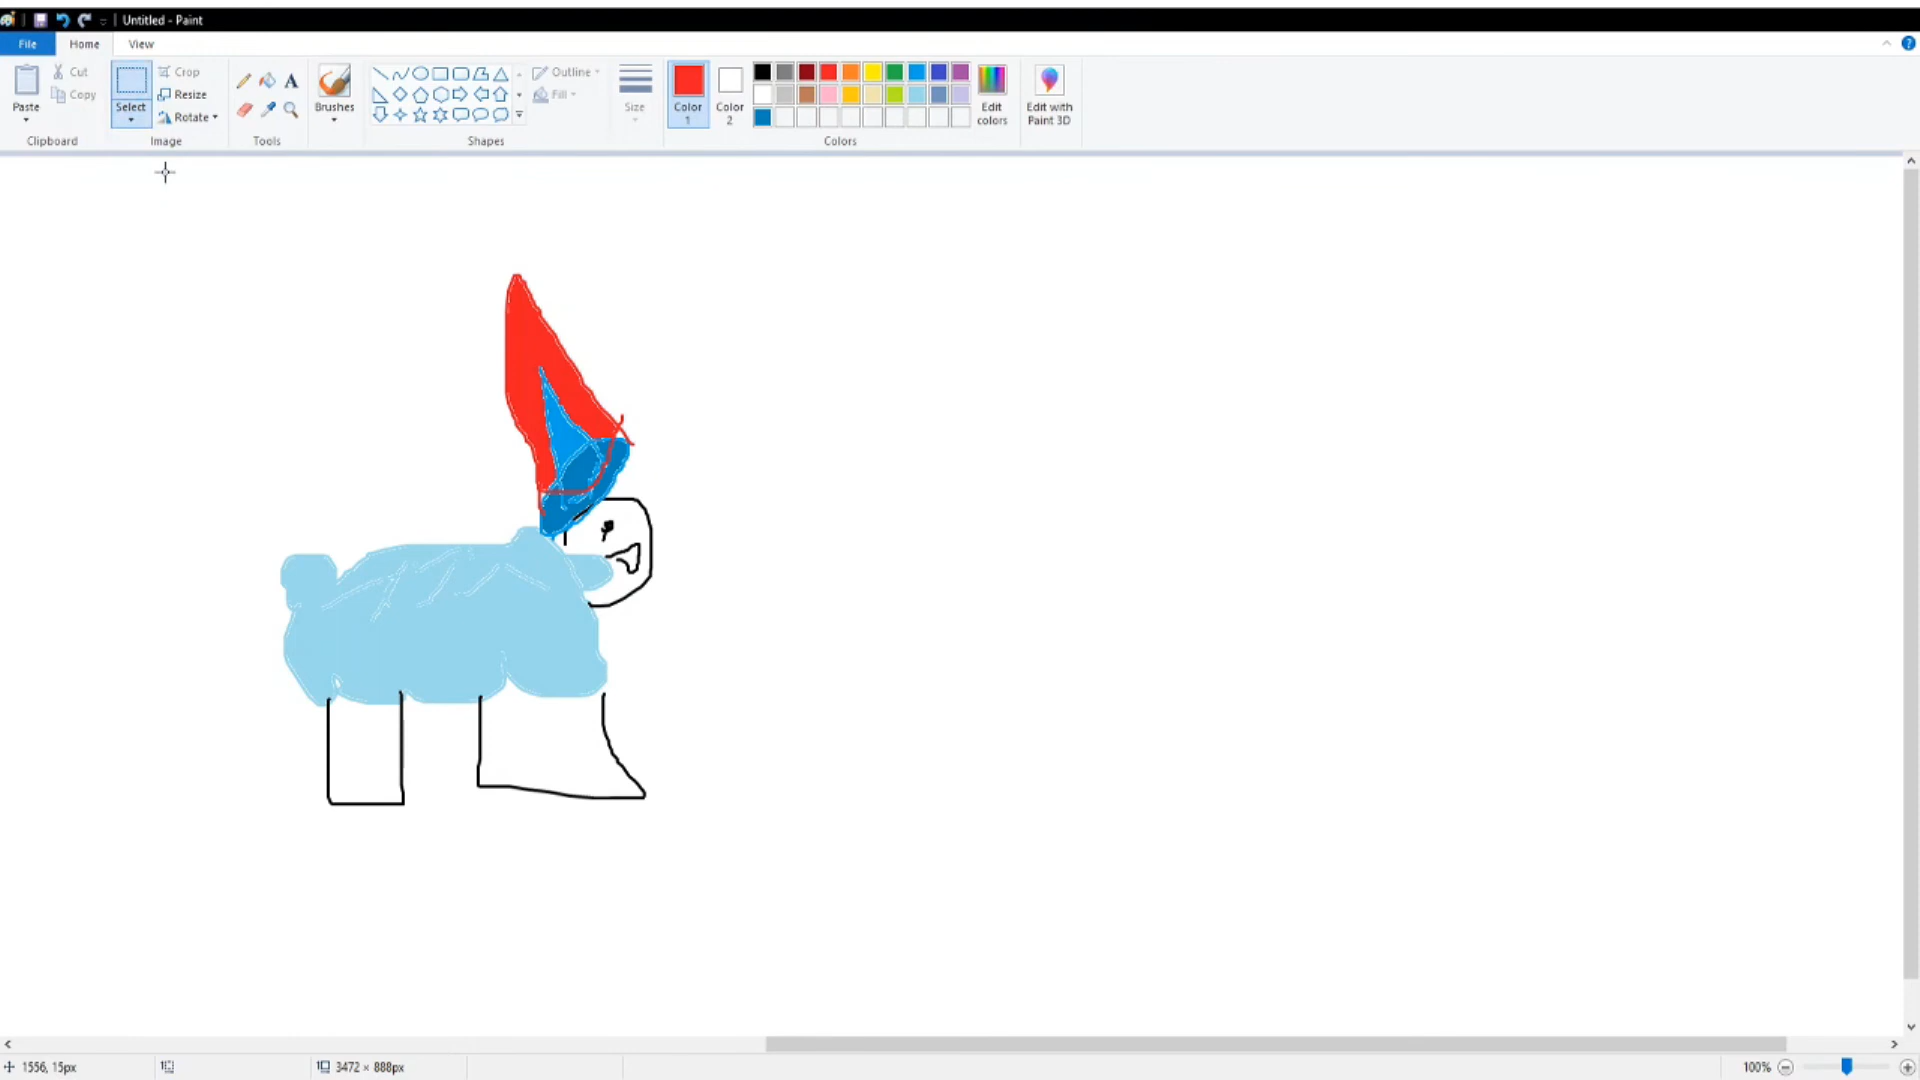 Untitled - Paint
File Home View
Cut Crop Outline
Copy Resize Fill
Paste Select Rotate Brushes Size Color 1 Color 2 Edit colors Edit with Paint 3D
Clipboard Image Tools Shapes Colors
1556, 15px 3472 × 888px 100%